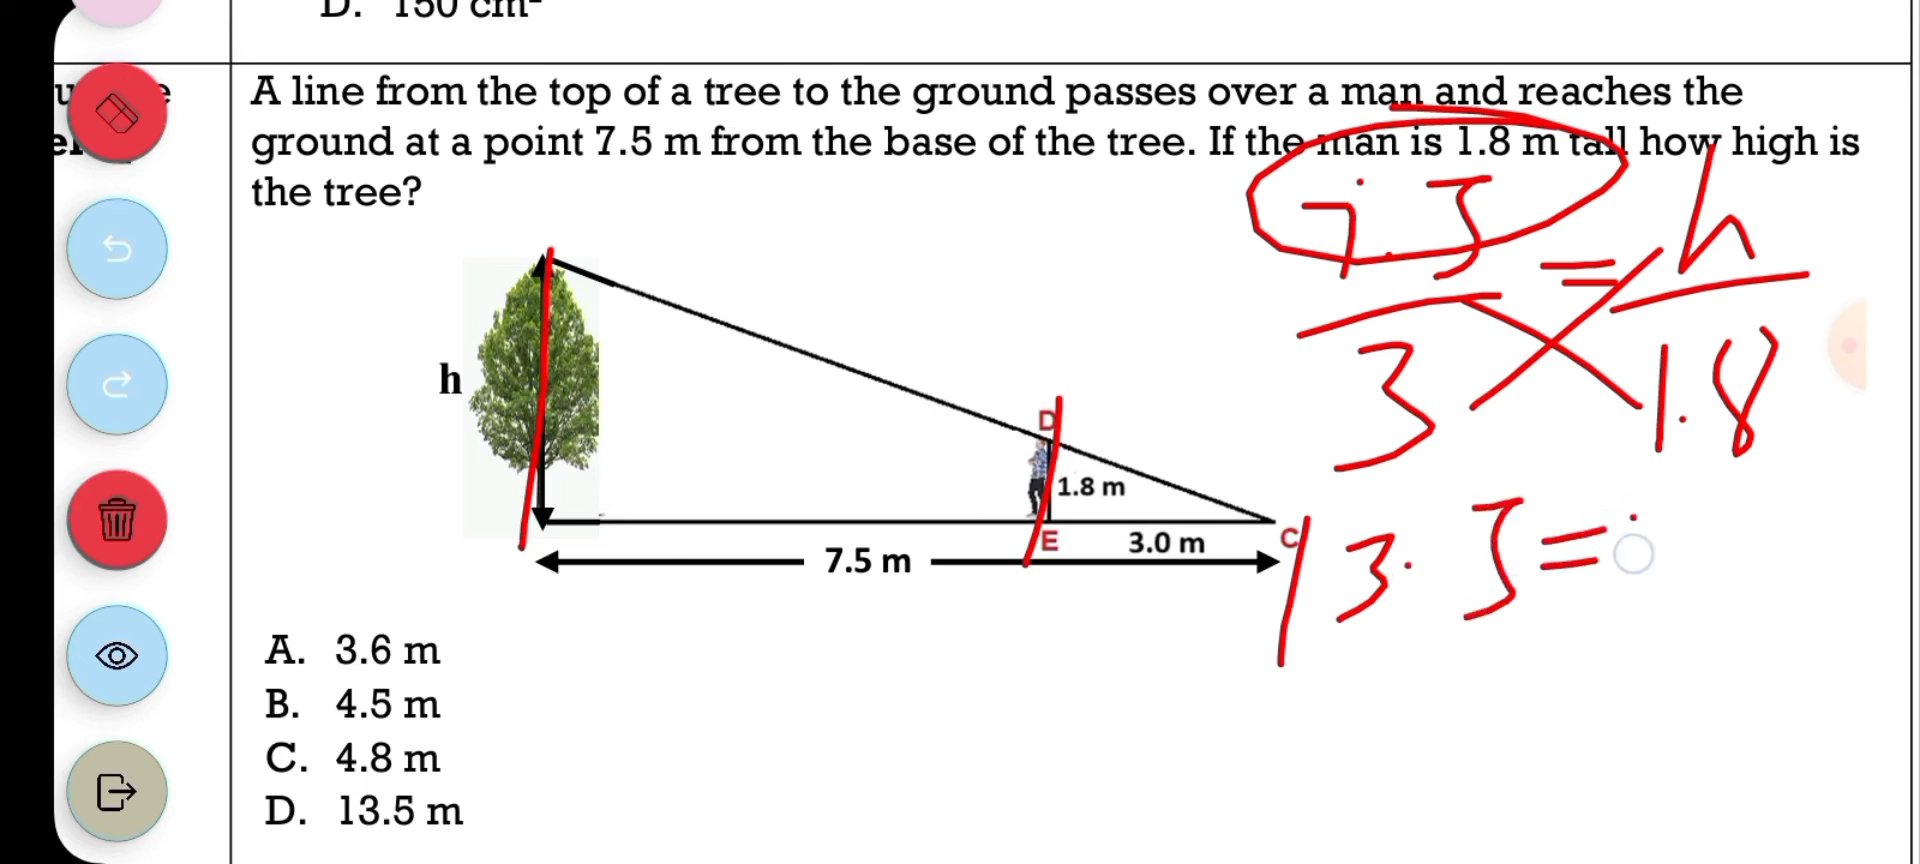 D. 150 cm²
A line from the top of a tree to the ground passes over a man and reaches the
ground at a point 7.5 m from the base of the tree. If the man is 1.8 m tall how high is
the tree?
7.5/3 = h/1.8
h
D
1.8 m
E
3.0 m
C
7.5 m
13.5 =
A. 3.6 m
B. 4.5 m
C. 4.8 m
D. 13.5 m